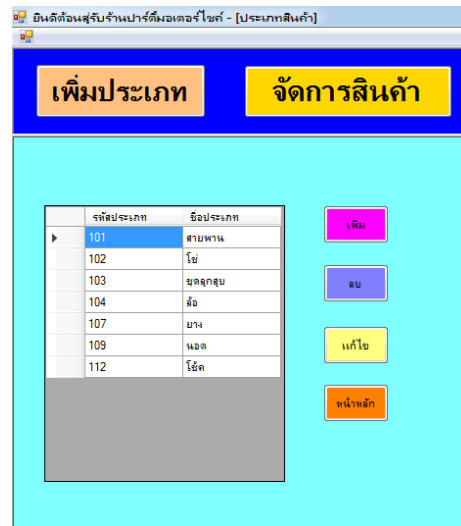 ยินดีต้อนสู่รับร้านปาร์ตี้มอเตอร์ไซค์ - [ประเภทสินค้า]
เพิ่มประเภท จัดการสินค้า
รหัสประเภท ชื่อประเภท
101 สายพาน
102 โซ่
103 ชุดลูกสูบ
104 ล้อ
107 ยาง
109 นอต
112 โช้ค
เพิ่ม
ลบ
แก้ไข
หน้าหลัก